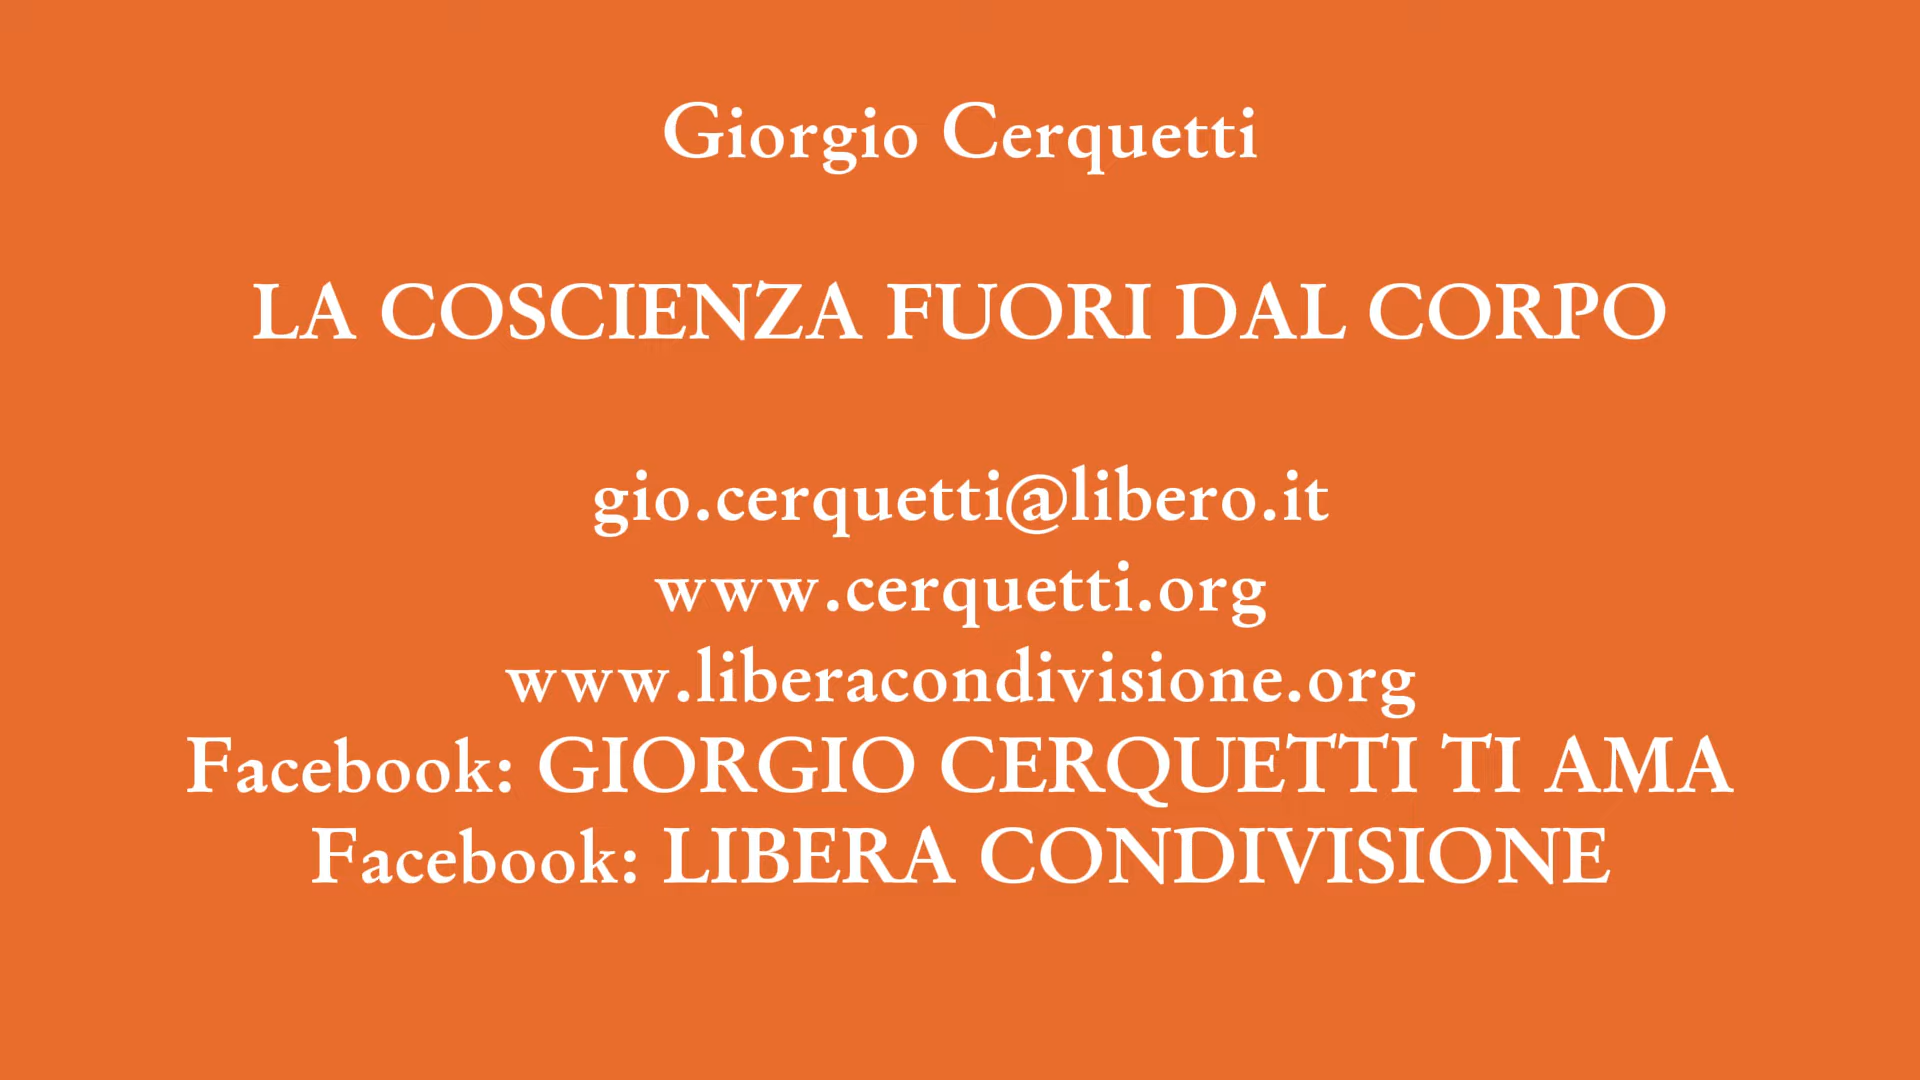 Giorgio Cerquetti
LA COSCIENZA FUORI DAL CORPO
gio.cerquetti@libero.it
www.cerquetti.org
www.liberacondivisione.org
Facebook: GIORGIO CERQUETTI TI AMA
Facebook: LIBERA CONDIVISIONE